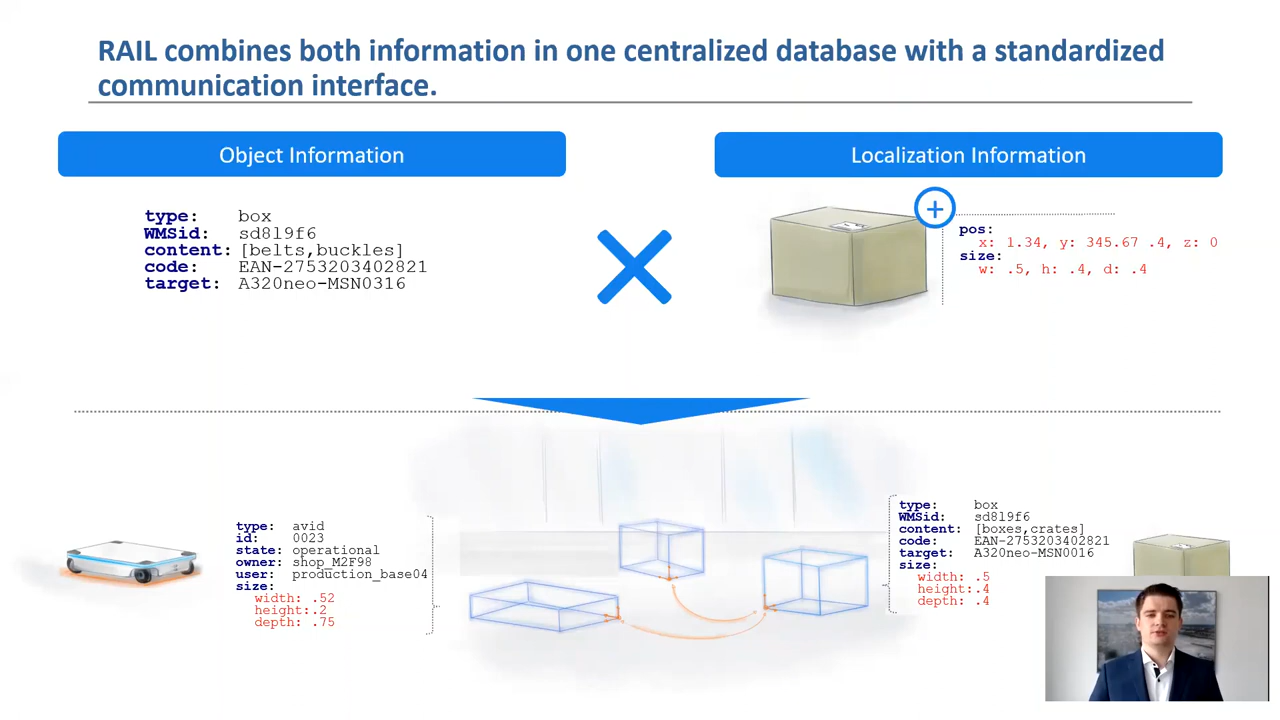 RAIL combines both information in one centralized database with a standardized
communication interface.
Object Information
type: box
WMSid: sd8l9f6
content: [belts,buckles]
code: EAN-2753203402821
target: A320neo-MSN0316
Localization Information
pos:
x: 1.34, y: 345.67 .4, z: 0
size:
w: .5, h: .4, d: .4
type: avid
id: 0023
state: operational
owner: shop_M2F98
user: production_base04
size:
width: .52
height:.2
depth: .75
type: box
WMSid: sd8l9f6
content: [boxes,crates]
code: EAN-2753203402821
target: A320neo-MSN0016
size:
width: .5
height:.4
depth: .4